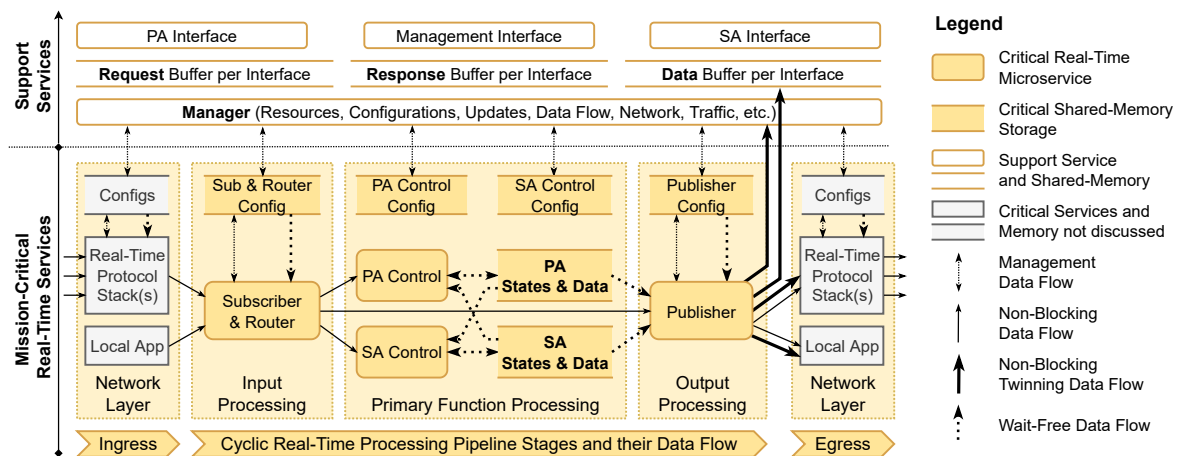 Support
Services
PA Interface
Management Interface
SA Interface
Request Buffer per Interface
Response Buffer per Interface
Data Buffer per Interface
Manager (Resources, Configurations, Updates, Data Flow, Network, Traffic, etc.)
Mission-Critical
Real-Time Services
Configs
Real-Time
Protocol
Stack(s)
Local App
Network
Layer
Sub & Router
Config
Subscriber
& Router
Input
Processing
PA Control
Config
SA Control
Config
PA Control
SA Control
PA
States & Data
SA
States & Data
Primary Function Processing
Publisher
Config
Publisher
Output
Processing
Configs
Real-Time
Protocol
Stack(s)
Local App
Network
Layer
Ingress
Cyclic Real-Time Processing Pipeline Stages and their Data Flow
Egress
Legend
Critical Real-Time
Microservice
Critical Shared-Memory
Storage
Support Service
and Shared-Memory
Critical Services and
Memory not discussed
Management
Data Flow
Non-Blocking
Data Flow
Non-Blocking
Twinning Data Flow
Wait-Free Data Flow